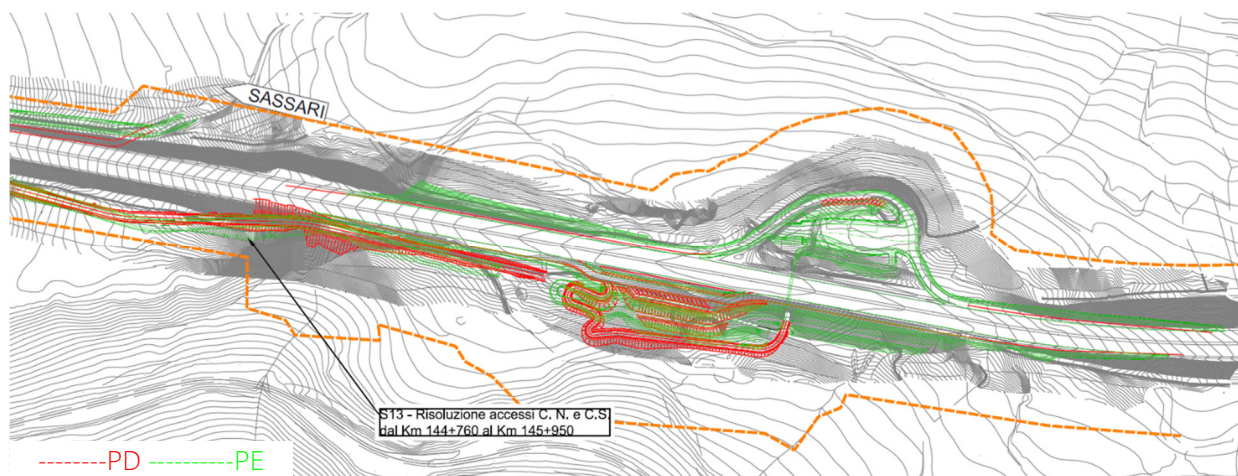 SASSARI
S13 - Risoluzione accessi C. N. e C.S.
dal Km 144+760 al Km 145+950
--------PD ----------PE